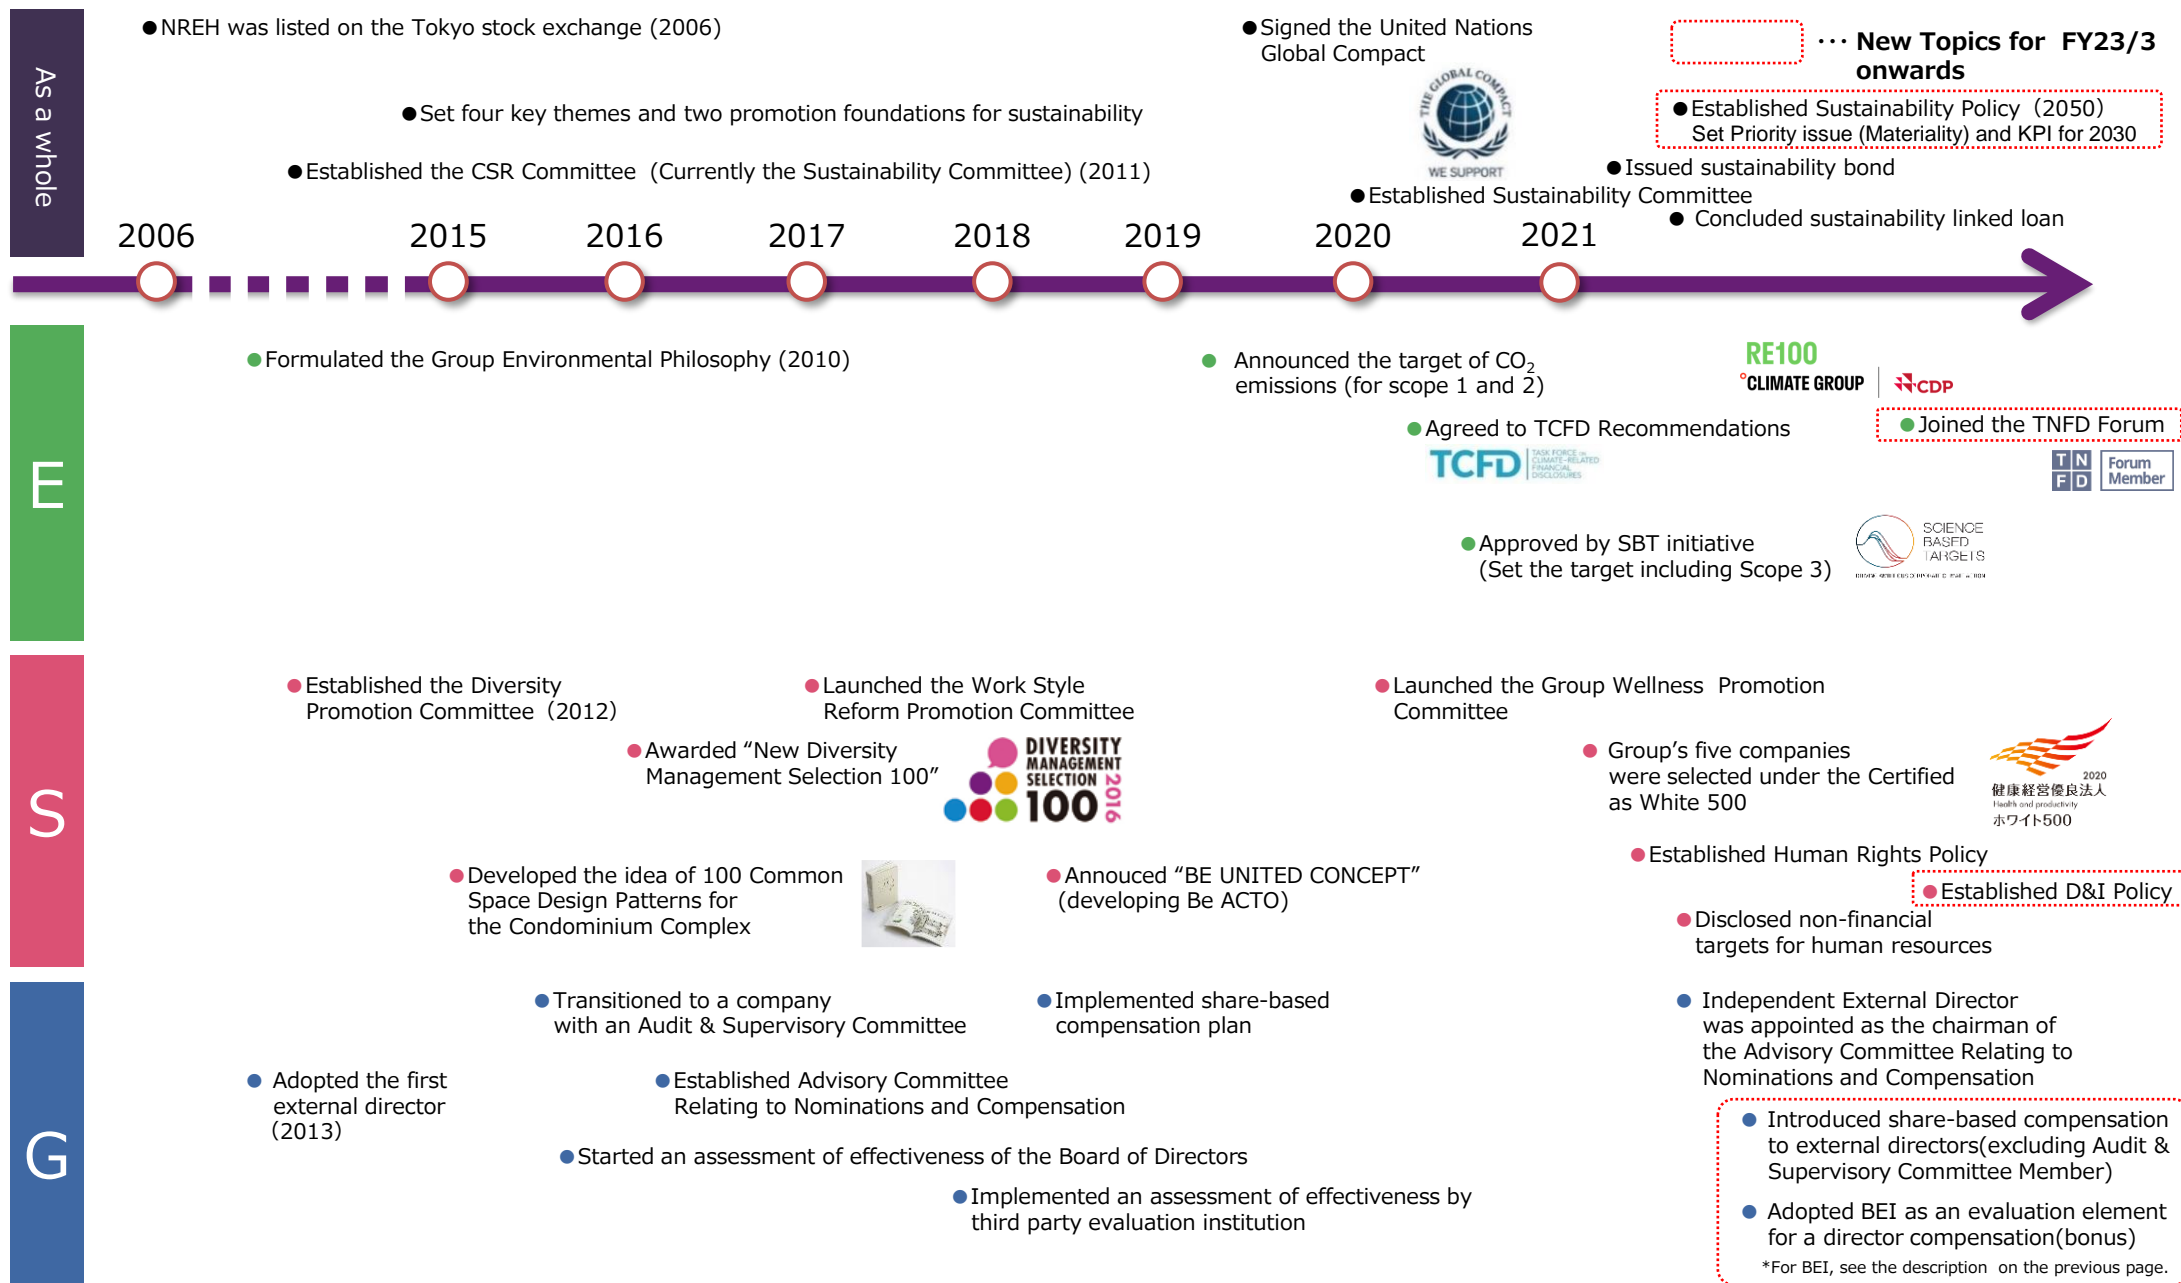 As a whole
●NREH was listed on the Tokyo stock exchange (2006)
●Signed the United Nations
Global Compact
THE GLOBAL COMPACT
WE SUPPORT
･･･ New Topics for FY23/3
onwards
●Set four key themes and two promotion foundations for sustainability
●Established Sustainability Policy（2050）
Set Priority issue (Materiality) and KPI for 2030
●Established the CSR Committee (Currently the Sustainability Committee) (2011)
●Issued sustainability bond
●Established Sustainability Committee
● Concluded sustainability linked loan
2006
2015
2016
2017
2018
2019
2020
2021
E
●Formulated the Group Environmental Philosophy (2010)
● Announced the target of CO2
emissions (for scope 1 and 2)
RE100
°CLIMATE GROUP
CDP
●Agreed to TCFD Recommendations
TCFD
TASK FORCE ON
CLIMATE-RELATED
FINANCIAL
DISCLOSURES
●Joined the TNFD Forum
TN
FD
Forum
Member
●Approved by SBT initiative
(Set the target including Scope 3)
SCIENCE
BASED
TARGETS
S
●Established the Diversity
Promotion Committee（2012）
●Launched the Work Style
Reform Promotion Committee
●Launched the Group Wellness Promotion
Committee
●Awarded “New Diversity
Management Selection 100”
DIVERSITY
MANAGEMENT
SELECTION
100
2016
● Group’s five companies
were selected under the Certified
as White 500
2020
健康経営優良法人
Health and productivity
ホワイト500
●Developed the idea of 100 Common
Space Design Patterns for
the Condominium Complex
●Annouced “BE UNITED CONCEPT”
(developing Be ACTO)
●Established Human Rights Policy
●Established D&I Policy
●Disclosed non-financial
targets for human resources
G
●Transitioned to a company
with an Audit & Supervisory Committee
●Implemented share-based
compensation plan
● Independent External Director
was appointed as the chairman of
the Advisory Committee Relating to
Nominations and Compensation
● Adopted the first
external director
（2013）
●Established Advisory Committee
Relating to Nominations and Compensation
●Started an assessment of effectiveness of the Board of Directors
●Implemented an assessment of effectiveness by
third party evaluation institution
● Introduced share-based compensation
to external directors(excluding Audit &
Supervisory Committee Member)
● Adopted BEI as an evaluation element
for a director compensation(bonus)
*For BEI, see the description on the previous page.